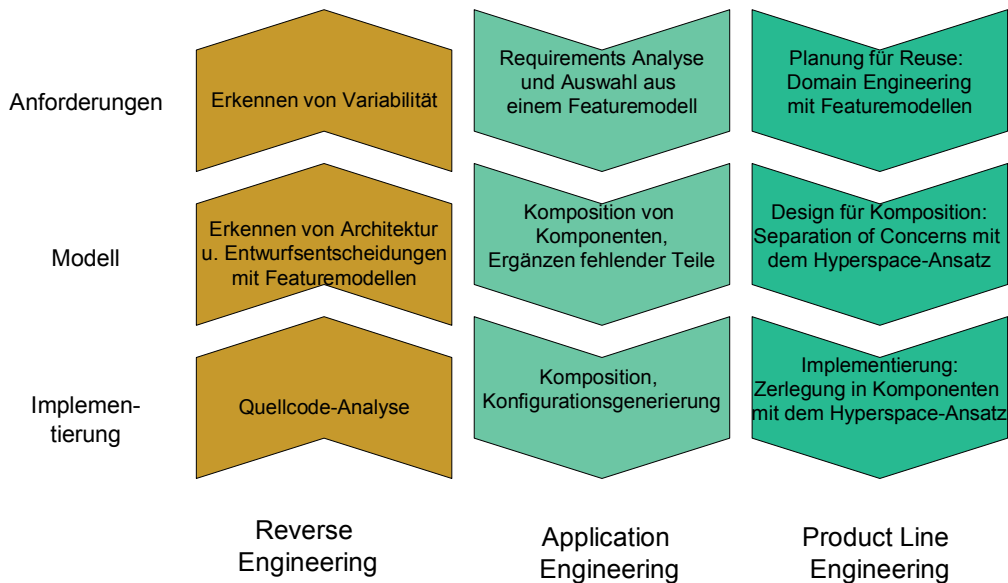 Anforderungen
Erkennen von Variabilität
Requirements Analyse
und Auswahl aus
einem Featuremodell
Planung für Reuse:
Domain Engineering
mit Featuremodellen
Modell
Erkennen von Architektur
u. Entwurfsentscheidungen
mit Featuremodellen
Komposition von
Komponenten,
Ergänzen fehlender Teile
Design für Komposition:
Separation of Concerns mit
dem Hyperspace-Ansatz
Implemen-
tierung
Quellcode-Analyse
Komposition,
Konfigurationsgenerierung
Implementierung:
Zerlegung in Komponenten
mit dem Hyperspace-Ansatz
Reverse
Engineering
Application
Engineering
Product Line
Engineering